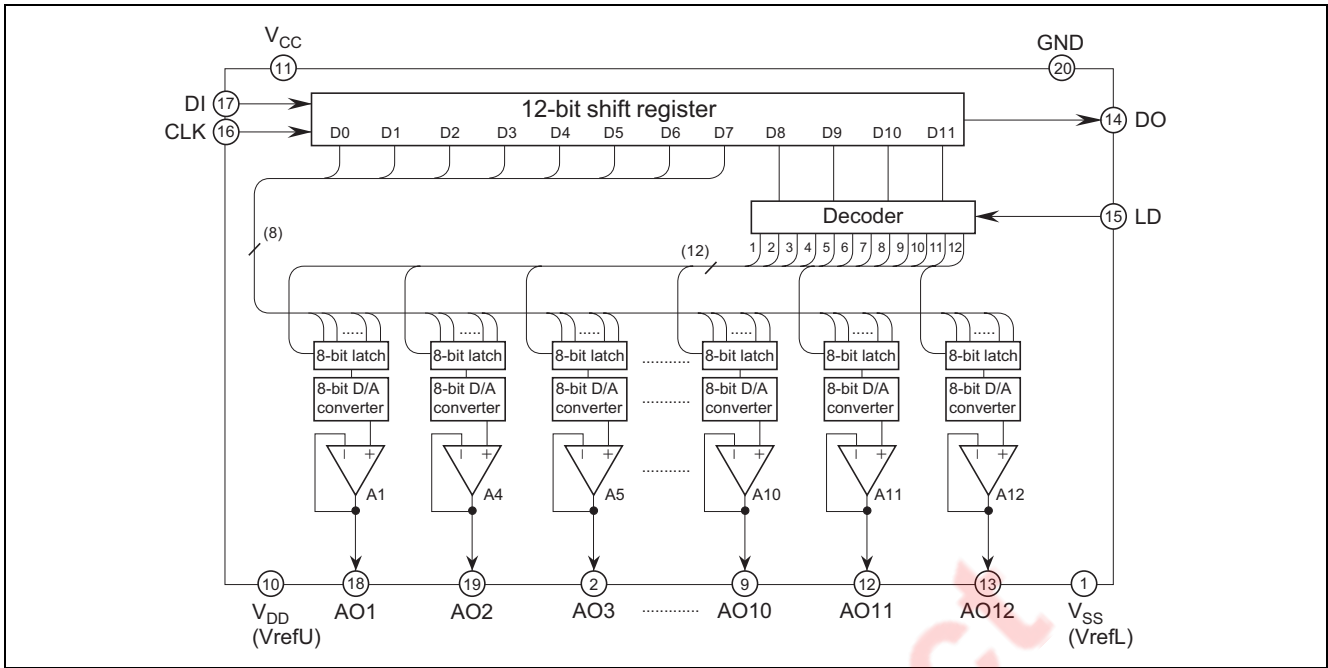 VCC
11
GND
20
DI 17
12-bit shift register
14 DO
CLK 16
D0 D1 D2 D3 D4 D5 D6 D7 D8 D9 D10 D11
Decoder
15 LD
(8)
1 2 3 4 5 6 7 8 9 10 11 12
(12)
..... ..... ..... ..... ..... .....
8-bit latch 8-bit latch 8-bit latch ........... 8-bit latch 8-bit latch 8-bit latch
8-bit D/A converter 8-bit D/A converter 8-bit D/A converter ........... 8-bit D/A converter 8-bit D/A converter 8-bit D/A converter
− + − + − + ........... − + − + − +
A1 A4 A5 A10 A11 A12
10 18 19 2 9 12 13 1
VDD AO1 AO2 AO3 ............ AO10 AO11 AO12 VSS
(VrefU) (VrefL)